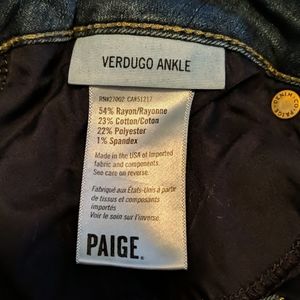 VERDUGO ANKLE
RN#27002 CA#51217
54% Rayon/Rayonne
23% Cotton/Coton
22% Polyester
1% Spandex
Made in the USA of Imported
fabric and components.
See care on reverse.
Fabriqué aux États-Unis à partir
de tissus et composants
importés
Voir le soin sur l'inverse.
PAIGE.